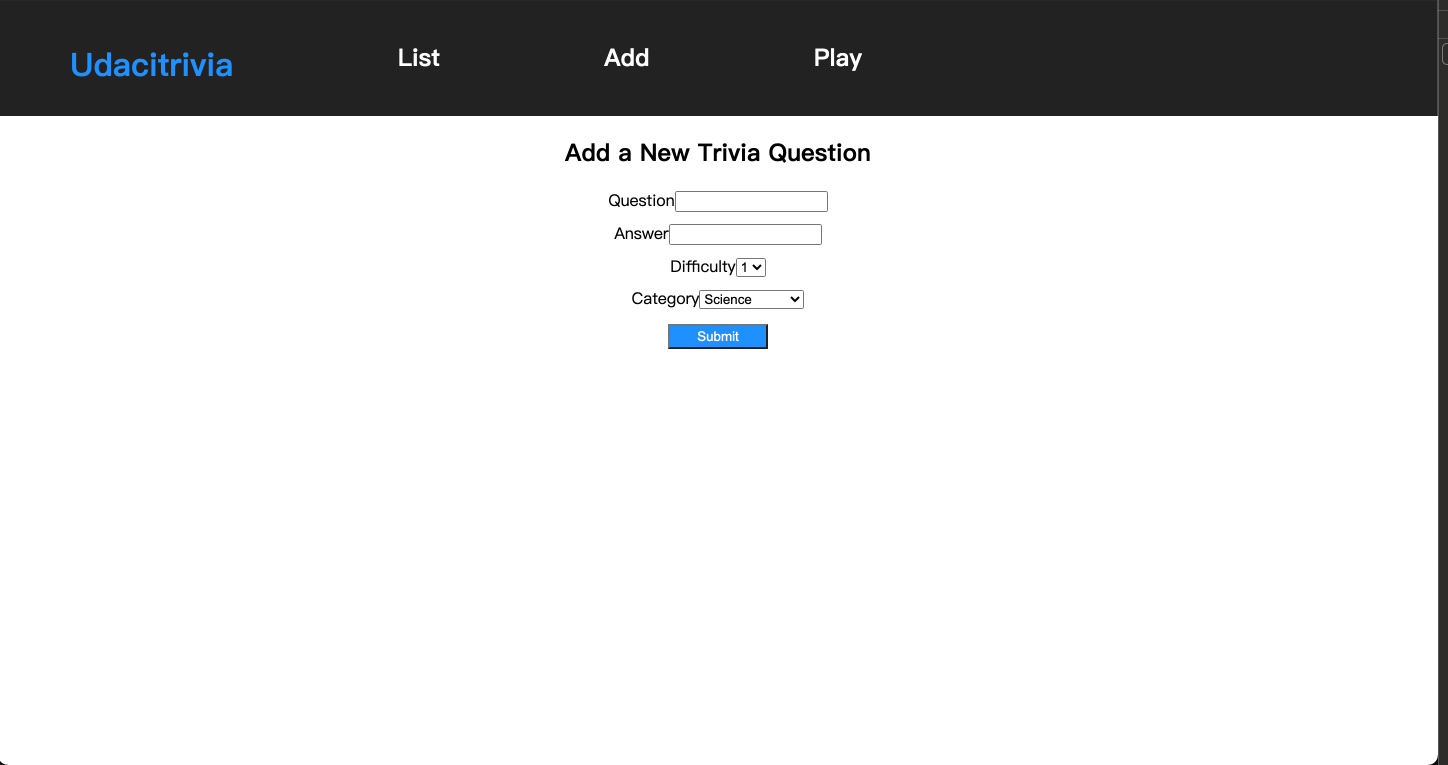 Udacitrivia List Add Play
Add a New Trivia Question
Question
Answer
Difficulty 1
Category Science
Submit